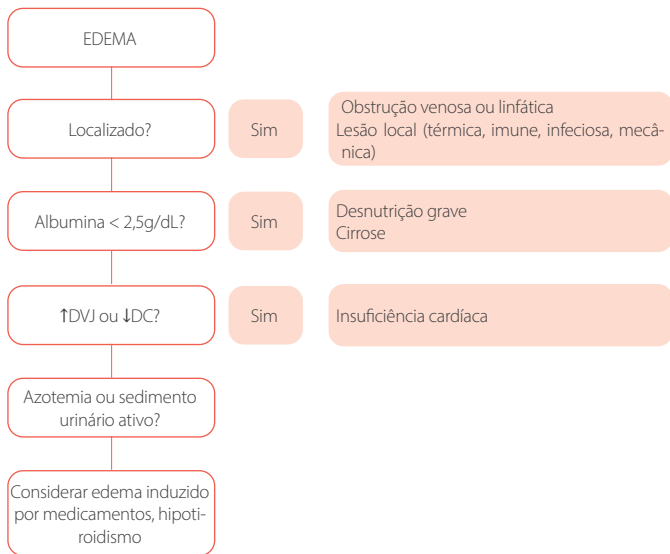 EDEMA
Localizado?
Sim
Obstrução venosa ou linfática
Lesão local (térmica, imune, infeciosa, mecâ-
nica)
Albumina < 2,5g/dL?
Sim
Desnutrição grave
Cirrose
↑DVJ ou ↓DC?
Sim
Insuficiência cardíaca
Azotemia ou sedimento
urinário ativo?
Considerar edema induzido
por medicamentos, hipoti-
roidismo